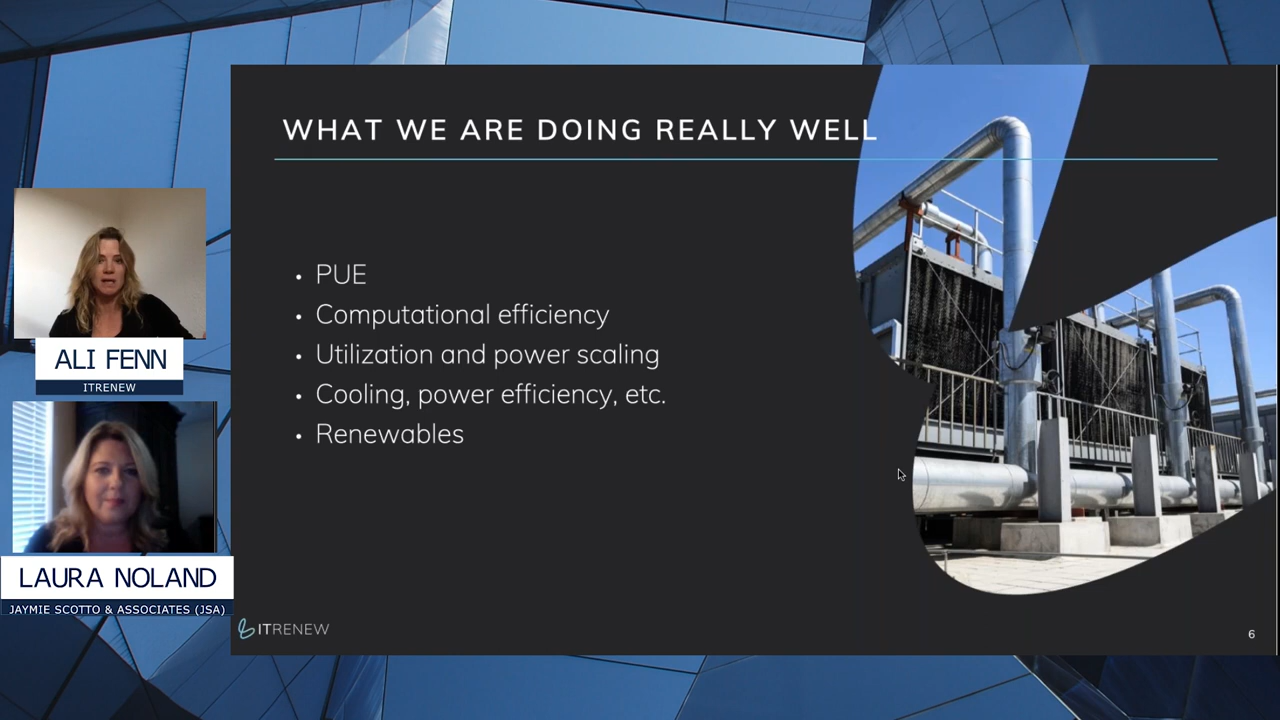 WHAT WE ARE DOING REALLY WELL
• PUE
• Computational efficiency
• Utilization and power scaling
• Cooling, power efficiency, etc.
• Renewables
ALI FENN
ITRENEW
LAURA NOLAND
JAYMIE SCOTTO & ASSOCIATES (JSA)
ITRENEW
6